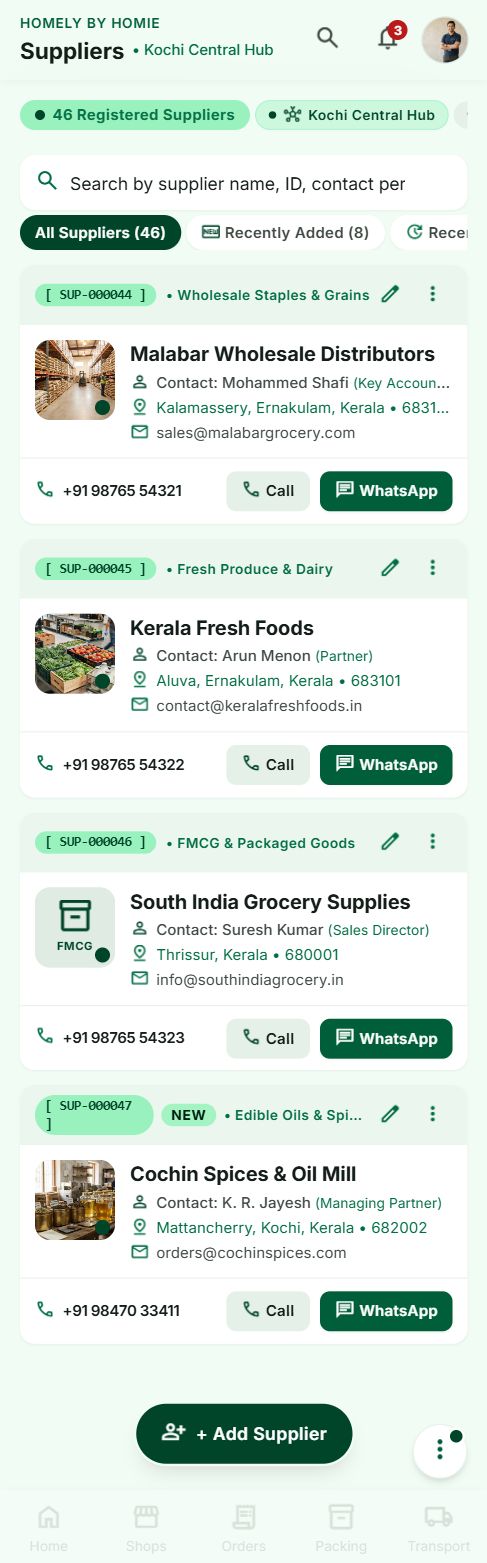 HOMELY BY HOMIE
Suppliers • Kochi Central Hub
3
46 Registered Suppliers
Kochi Central Hub
Search by supplier name, ID, contact per
All Suppliers (46)
NEW Recently Added (8)
Recer
[ SUP-000044 ] • Wholesale Staples & Grains
Malabar Wholesale Distributors
Contact: Mohammed Shafi (Key Accoun...
Kalamassery, Ernakulam, Kerala • 6831...
sales@malabargrocery.com
+91 98765 54321
Call
WhatsApp
[ SUP-000045 ] • Fresh Produce & Dairy
Kerala Fresh Foods
Contact: Arun Menon (Partner)
Aluva, Ernakulam, Kerala • 683101
contact@keralafreshfoods.in
+91 98765 54322
Call
WhatsApp
[ SUP-000046 ] • FMCG & Packaged Goods
FMCG
South India Grocery Supplies
Contact: Suresh Kumar (Sales Director)
Thrissur, Kerala • 680001
info@southindiagrocery.in
+91 98765 54323
Call
WhatsApp
[ SUP-000047
]
NEW • Edible Oils & Spi...
Cochin Spices & Oil Mill
Contact: K. R. Jayesh (Managing Partner)
Mattancherry, Kochi, Kerala • 682002
orders@cochinspices.com
+91 98470 33411
Call
WhatsApp
+ Add Supplier
Home
Shops
Orders
Packing
Transport